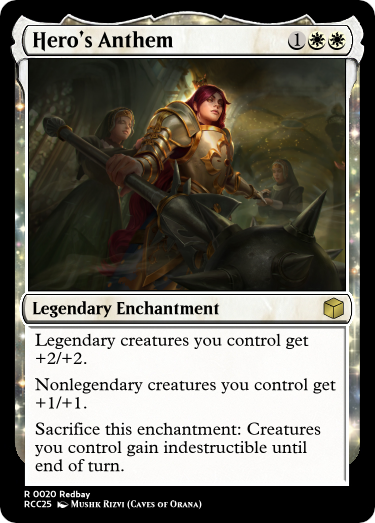 Hero's Anthem 1
Legendary Enchantment
Legendary creatures you control get
+2/+2.
Nonlegendary creatures you control get
+1/+1.
Sacrifice this enchantment: Creatures
you control gain indestructible until
end of turn.
R 0020 Redbay
RCC25 Mushk Rizvi (Caves of Orana)